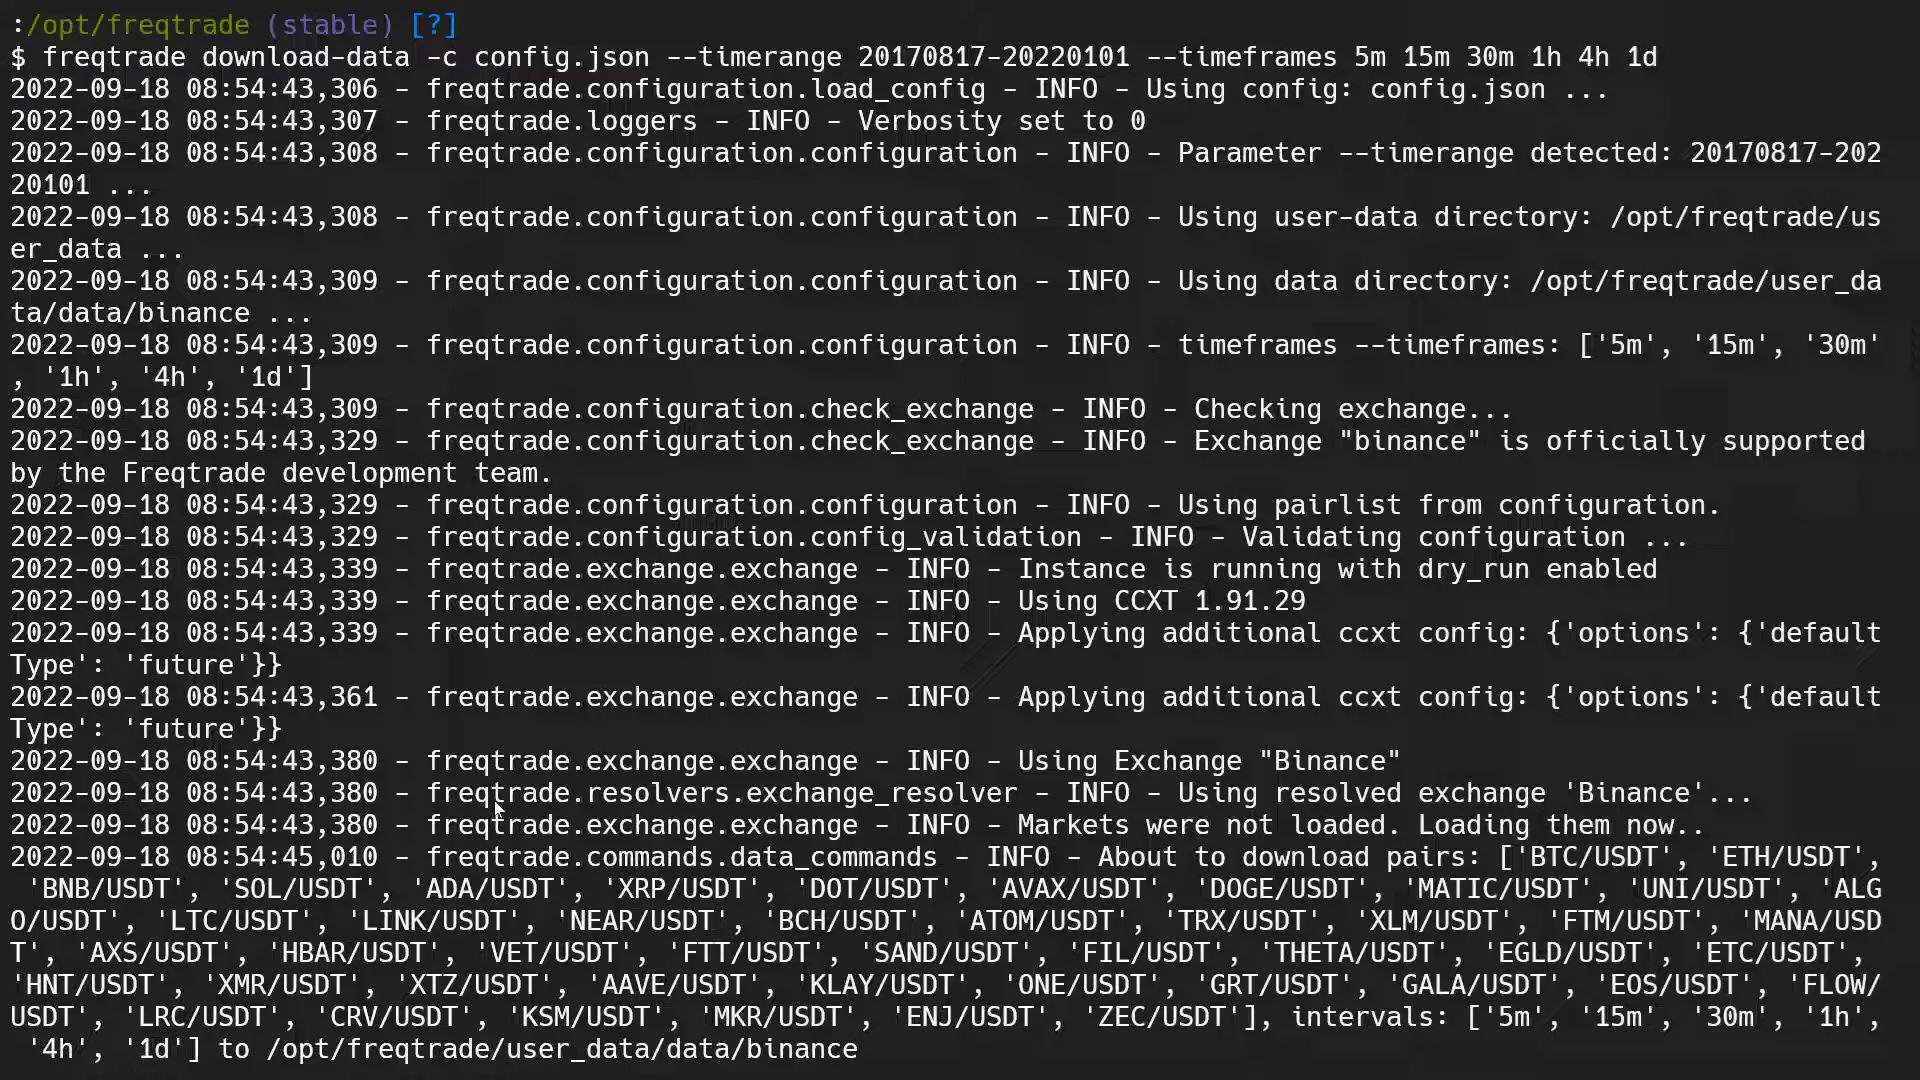 :/opt/freqtrade (stable) [?]
$ freqtrade download-data -c config.json --timerange 20170817-20220101 --timeframes 5m 15m 30m 1h 4h 1d
2022-09-18 08:54:43,306 - freqtrade.configuration.load_config - INFO - Using config: config.json ...
2022-09-18 08:54:43,307 - freqtrade.loggers - INFO - Verbosity set to 0
2022-09-18 08:54:43,308 - freqtrade.configuration.configuration - INFO - Parameter --timerange detected: 20170817-202
20101 ...
2022-09-18 08:54:43,308 - freqtrade.configuration.configuration - INFO - Using user-data directory: /opt/freqtrade/us
er_data ...
2022-09-18 08:54:43,309 - freqtrade.configuration.configuration - INFO - Using data directory: /opt/freqtrade/user_da
ta/data/binance ...
2022-09-18 08:54:43,309 - freqtrade.configuration.configuration - INFO - timeframes --timeframes: ['5m', '15m', '30m'
, '1h', '4h', '1d']
2022-09-18 08:54:43,309 - freqtrade.configuration.check_exchange - INFO - Checking exchange...
2022-09-18 08:54:43,329 - freqtrade.configuration.check_exchange - INFO - Exchange "binance" is officially supported
by the Freqtrade development team.
2022-09-18 08:54:43,329 - freqtrade.configuration.configuration - INFO - Using pairlist from configuration.
2022-09-18 08:54:43,329 - freqtrade.configuration.config_validation - INFO - Validating configuration ...
2022-09-18 08:54:43,339 - freqtrade.exchange.exchange - INFO - Instance is running with dry_run enabled
2022-09-18 08:54:43,339 - freqtrade.exchange.exchange - INFO - Using CCXT 1.91.29
2022-09-18 08:54:43,339 - freqtrade.exchange.exchange - INFO - Applying additional ccxt config: {'options': {'default
Type': 'future'}}
2022-09-18 08:54:43,361 - freqtrade.exchange.exchange - INFO - Applying additional ccxt config: {'options': {'default
Type': 'future'}}
2022-09-18 08:54:43,380 - freqtrade.exchange.exchange - INFO - Using Exchange "Binance"
2022-09-18 08:54:43,380 - freqtrade.resolvers.exchange_resolver - INFO - Using resolved exchange 'Binance'...
2022-09-18 08:54:43,380 - freqtrade.exchange.exchange - INFO - Markets were not loaded. Loading them now..
2022-09-18 08:54:45,010 - freqtrade.commands.data_commands - INFO - About to download pairs: ['BTC/USDT', 'ETH/USDT',
'BNB/USDT', 'SOL/USDT', 'ADA/USDT', 'XRP/USDT', 'DOT/USDT', 'AVAX/USDT', 'DOGE/USDT', 'MATIC/USDT', 'UNI/USDT', 'ALG
O/USDT', 'LTC/USDT', 'LINK/USDT', 'NEAR/USDT', 'BCH/USDT', 'ATOM/USDT', 'TRX/USDT', 'XLM/USDT', 'FTM/USDT', 'MANA/USD
T', 'AXS/USDT', 'HBAR/USDT', 'VET/USDT', 'FTT/USDT', 'SAND/USDT', 'FIL/USDT', 'THETA/USDT', 'EGLD/USDT', 'ETC/USDT',
'HNT/USDT', 'XMR/USDT', 'XTZ/USDT', 'AAVE/USDT', 'KLAY/USDT', 'ONE/USDT', 'GRT/USDT', 'GALA/USDT', 'EOS/USDT', 'FLOW/
USDT', 'LRC/USDT', 'CRV/USDT', 'KSM/USDT', 'MKR/USDT', 'ENJ/USDT', 'ZEC/USDT'], intervals: ['5m', '15m', '30m', '1h',
'4h', '1d'] to /opt/freqtrade/user_data/data/binance